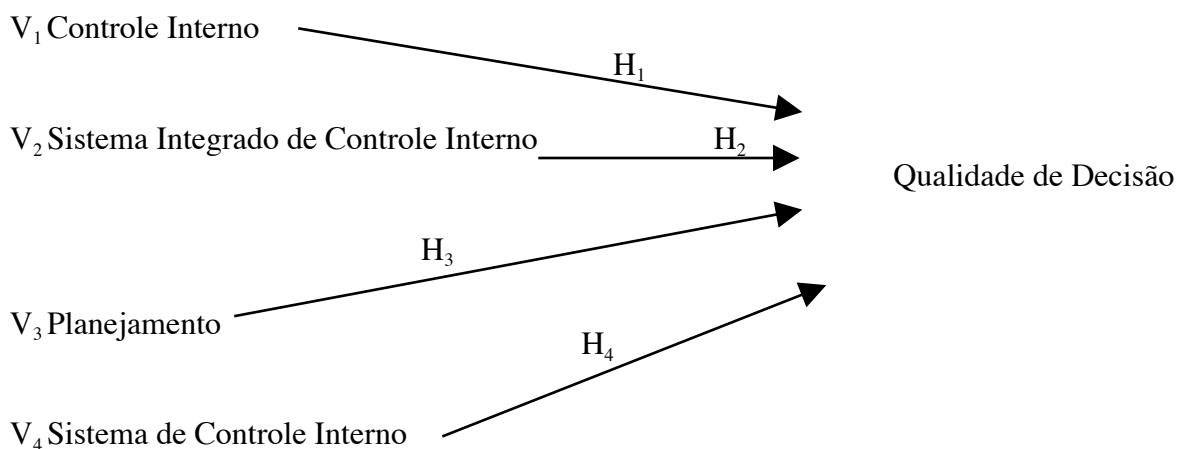 V₁ Controle Interno
H₁
V₂ Sistema Integrado de Controle Interno
H₂
Qualidade de Decisão
H₃
V₃ Planejamento
H₄
V₄ Sistema de Controle Interno